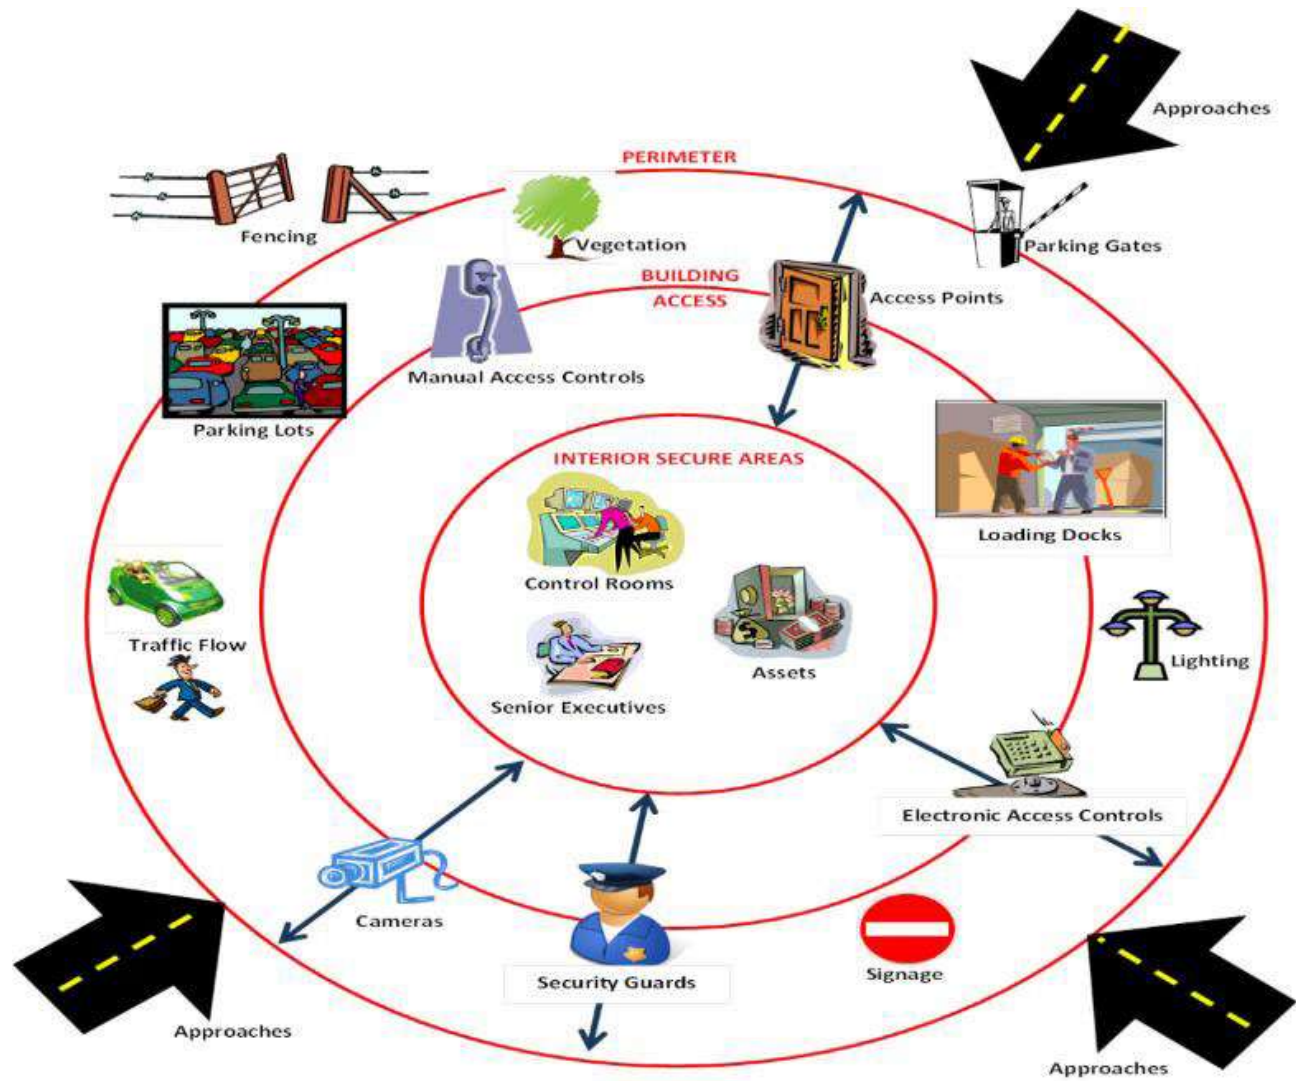 Approaches
PERIMETER
Fencing
Vegetation
Parking Gates
BUILDING
ACCESS
Access Points
Manual Access Controls
Parking Lots
INTERIOR SECURE AREAS
Loading Docks
Control Rooms
Traffic Flow
Lighting
Assets
Senior Executives
Electronic Access Controls
Cameras
Signage
Security Guards
Approaches
Approaches